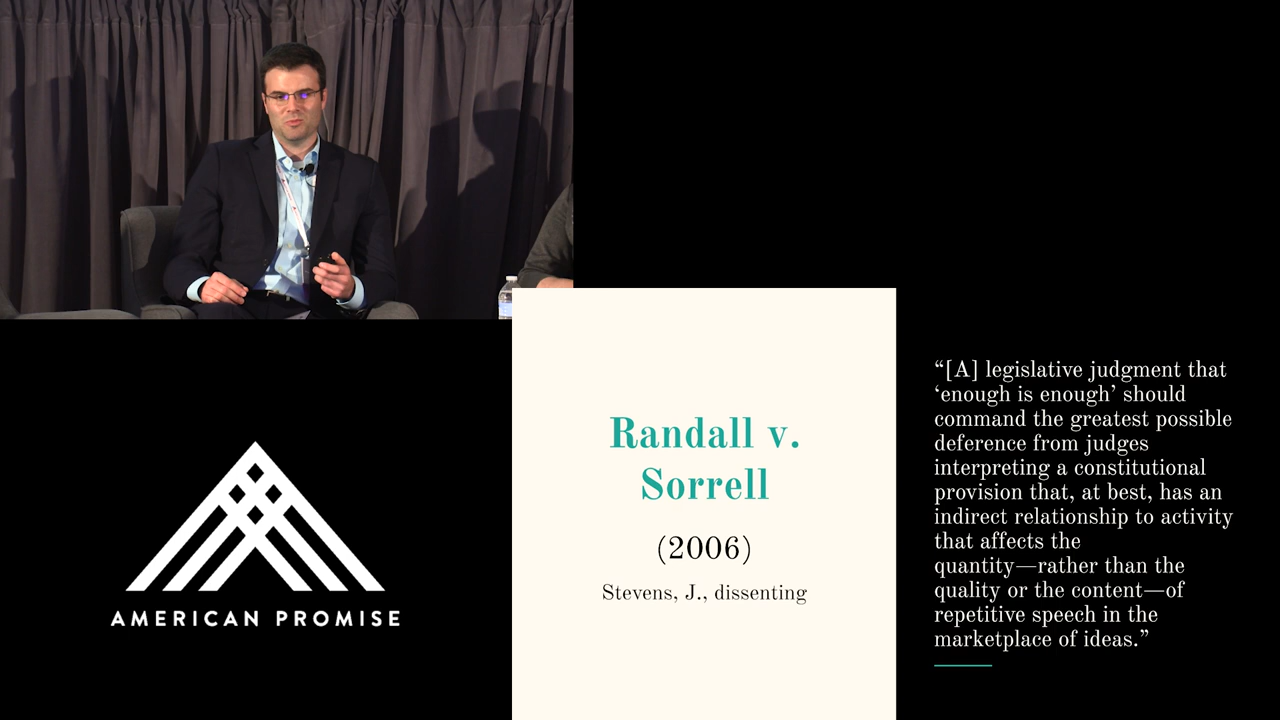 AMERICAN PROMISE
Randall v.
Sorrell
(2006)
Stevens, J., dissenting
“[A] legislative judgment that
‘enough is enough’ should
command the greatest possible
deference from judges
interpreting a constitutional
provision that, at best, has an
indirect relationship to activity
that affects the
quantity—rather than the
quality or the content—of
repetitive speech in the
marketplace of ideas.”